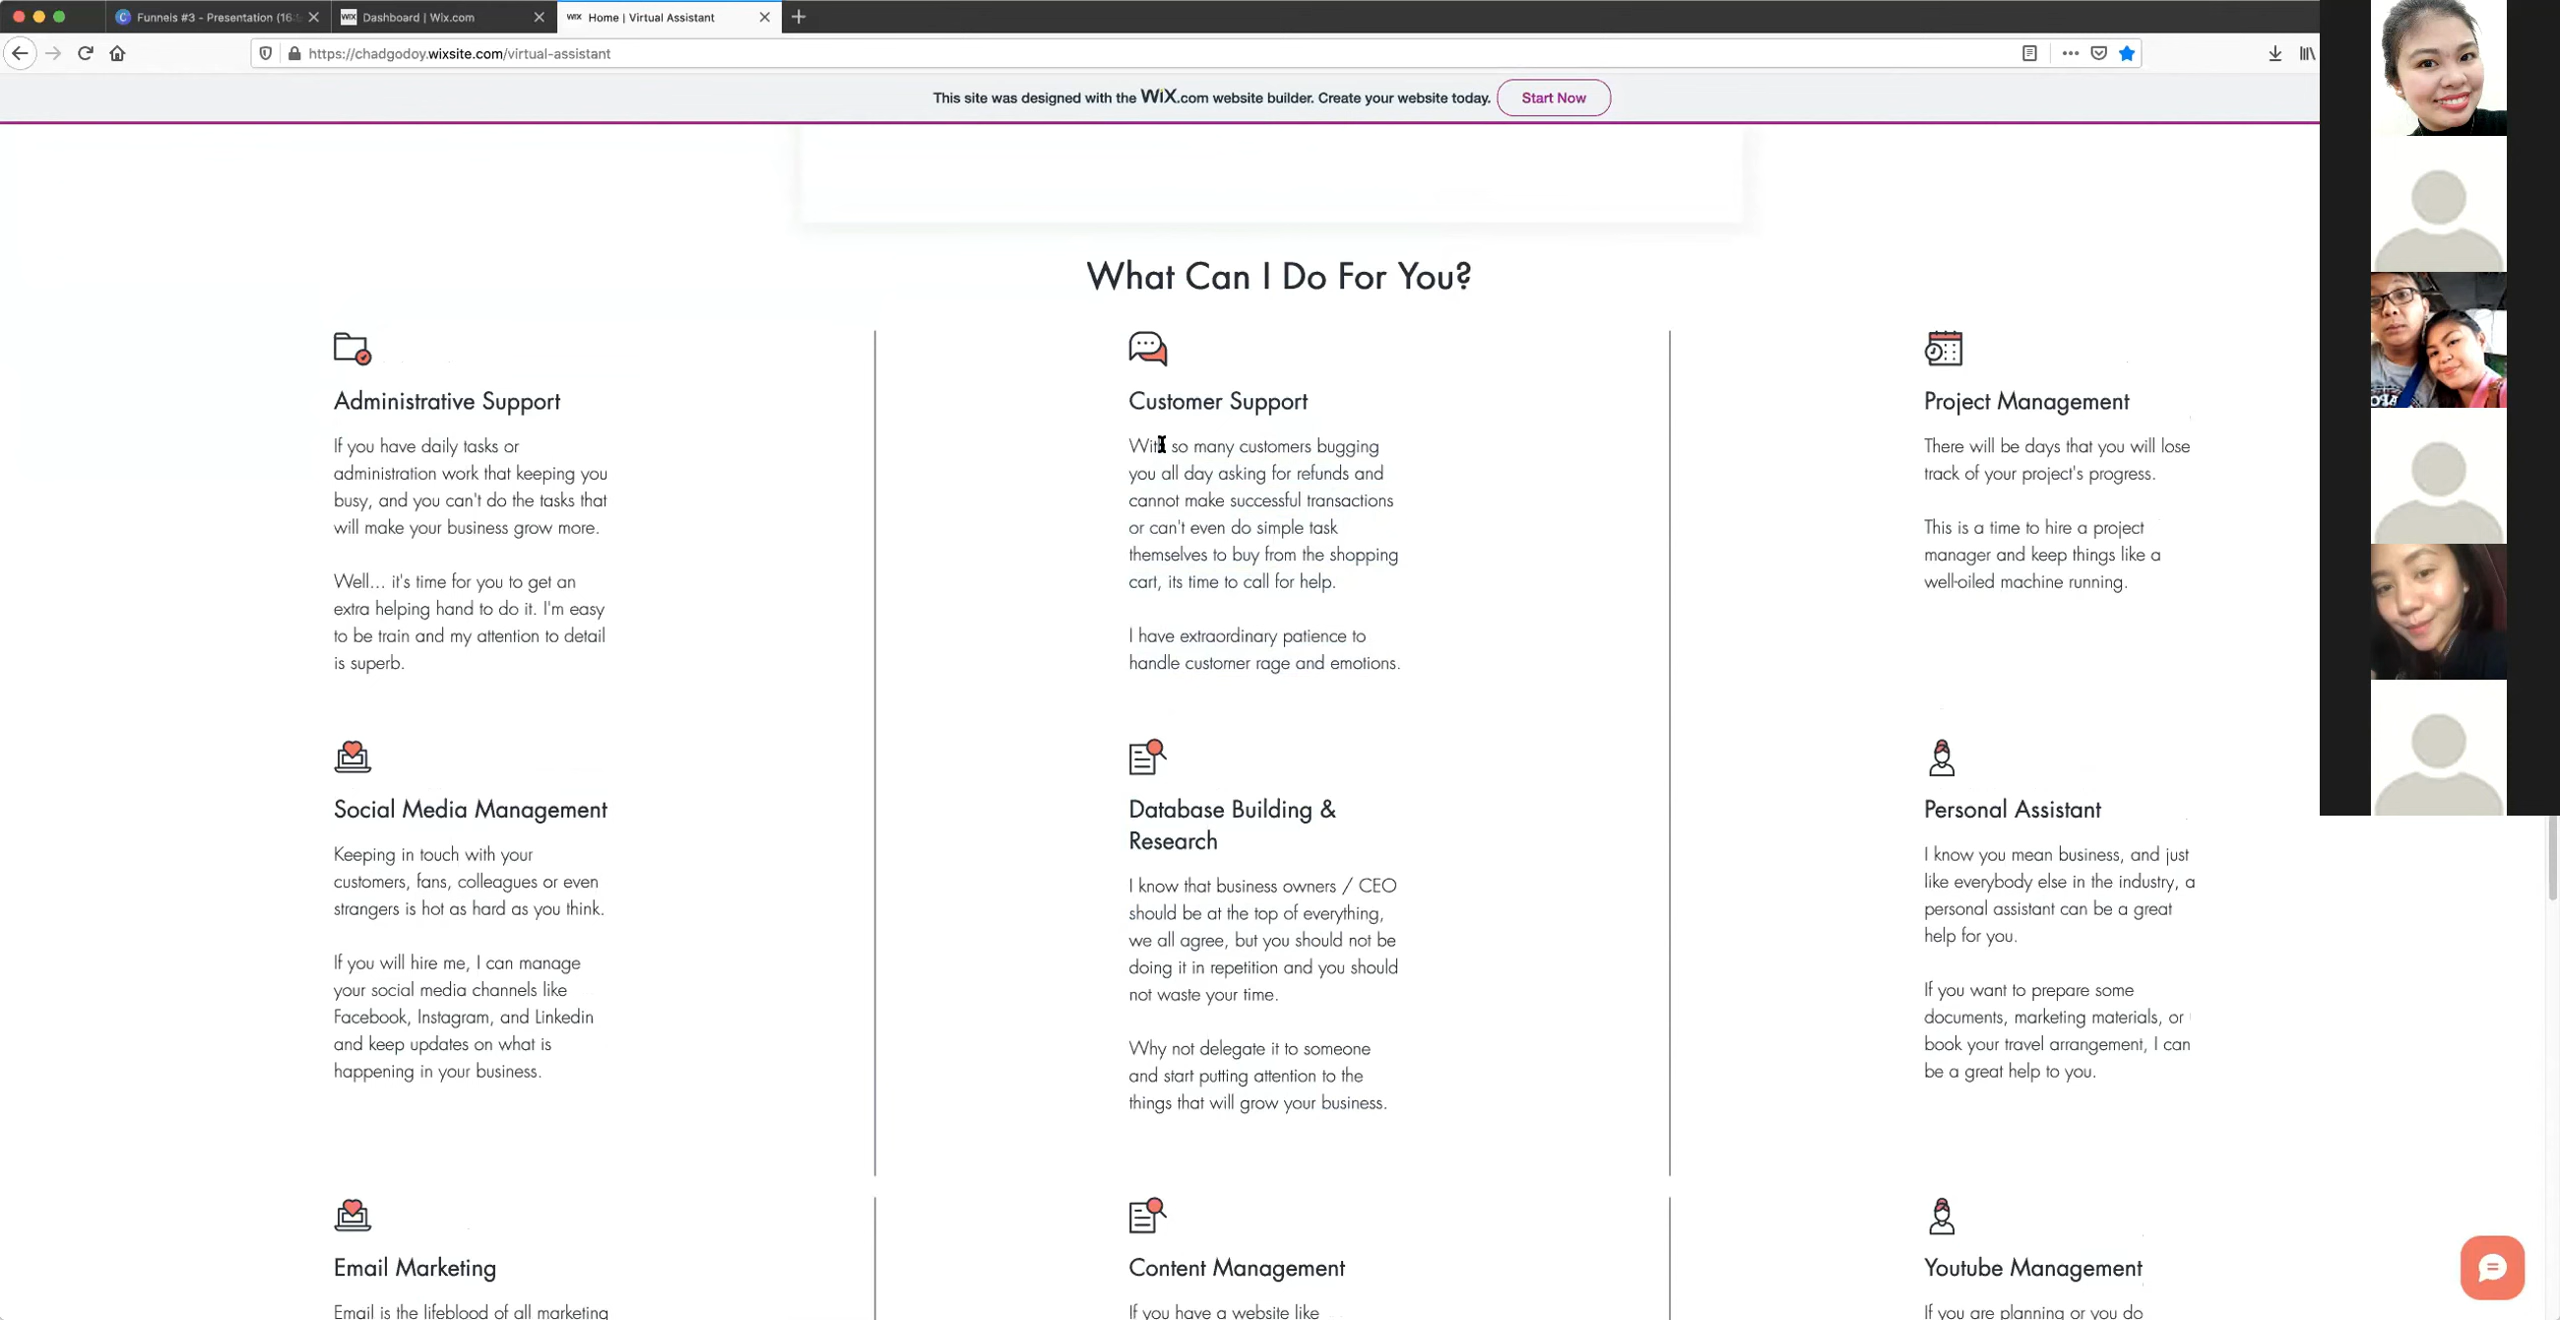 Funnels #3 - Presentation (16:
WiX Dashboard | Wix.com
WiX Home | Virtual Assistant
https://chadgodoy.wixsite.com/virtual-assistant
This site was designed with the WiX.com website builder. Create your website today. Start Now
What Can I Do For You?
Administrative Support
If you have daily tasks or
administration work that keeping you
busy, and you can't do the tasks that
will make your business grow more.
Well... it's time for you to get an
extra helping hand to do it. I'm easy
to be train and my attention to detail
is superb.
Customer Support
With so many customers bugging
you all day asking for refunds and
cannot make successful transactions
or can't even do simple task
themselves to buy from the shopping
cart, its time to call for help.
I have extraordinary patience to
handle customer rage and emotions.
Project Management
There will be days that you will lose
track of your project's progress.
This is a time to hire a project
manager and keep things like a
well-oiled machine running.
Social Media Management
Keeping in touch with your
customers, fans, colleagues or even
strangers is hot as hard as you think.
If you will hire me, I can manage
your social media channels like
Facebook, Instagram, and Linkedin
and keep updates on what is
happening in your business.
Database Building &
Research
I know that business owners / CEO
should be at the top of everything,
we all agree, but you should not be
doing it in repetition and you should
not waste your time.
Why not delegate it to someone
and start putting attention to the
things that will grow your business.
Personal Assistant
I know you mean business, and just
like everybody else in the industry, a
personal assistant can be a great
help for you.
If you want to prepare some
documents, marketing materials, or
book your travel arrangement, I can
be a great help to you.
Email Marketing
Email is the lifeblood of all marketing
Content Management
If you have a website like
Youtube Management
If you are planning or you do